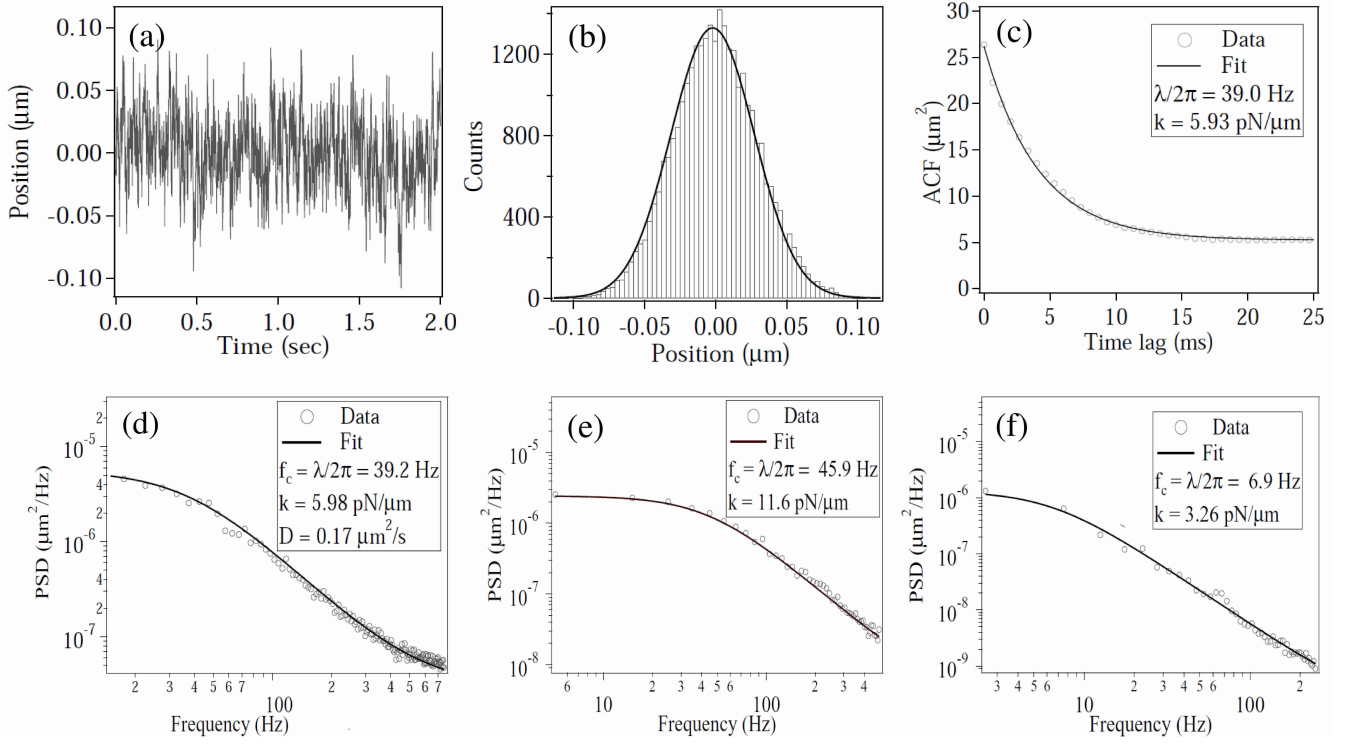 (a)
Position (μm)
0.10
0.05
0.00
-0.05
-0.10
0.0
0.5
1.0
1.5
2.0
Time (sec)
(b)
Counts
1200
800
400
0
-0.10
-0.05
0.00
0.05
0.10
Position (μm)
(c)
ACF (μm²)
30
25
20
15
10
5
0
0
5
10
15
20
25
Time lag (ms)
Data
Fit
λ/2π = 39.0 Hz
k = 5.93 pN/μm
(d)
PSD (μm²/Hz)
2
10⁻⁵
4
2
10⁻⁶
4
2
10⁻⁷
2 3 4 5 6 7 100 2 3 4 5 6 7
Frequency (Hz)
Data
Fit
f_c = λ/2π = 39.2 Hz
k = 5.98 pN/μm
D = 0.17 μm²/s
(e)
PSD (μm²/Hz)
10⁻⁵
10⁻⁶
10⁻⁷
10⁻⁸
6 10 2 3 4 6 100 2 3 4
Frequency (Hz)
Data
Fit
f_c = λ/2π = 45.9 Hz
k = 11.6 pN/μm
(f)
PSD (μm²/Hz)
10⁻⁵
10⁻⁶
10⁻⁷
10⁻⁸
10⁻⁹
3 4 6 10 2 3 4 6 100 2
Frequency (Hz)
Data
Fit
f_c = λ/2π = 6.9 Hz
k = 3.26 pN/μm